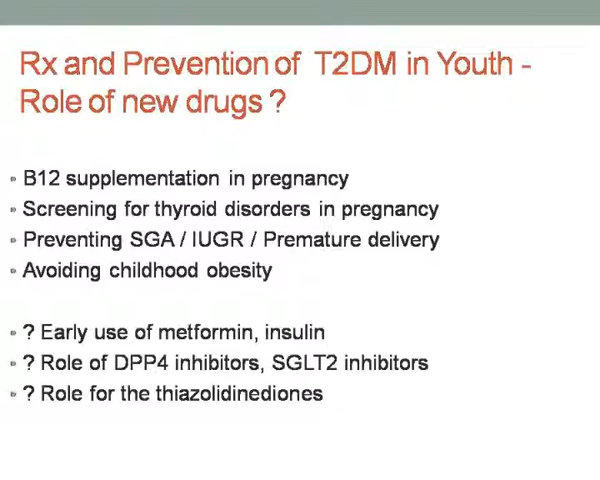 Rx and Prevention of T2DM in Youth -
Role of new drugs ?
• B12 supplementation in pregnancy
• Screening for thyroid disorders in pregnancy
• Preventing SGA / IUGR / Premature delivery
• Avoiding childhood obesity
• ? Early use of metformin, insulin
• ? Role of DPP4 inhibitors, SGLT2 inhibitors
• ? Role for the thiazolidinediones